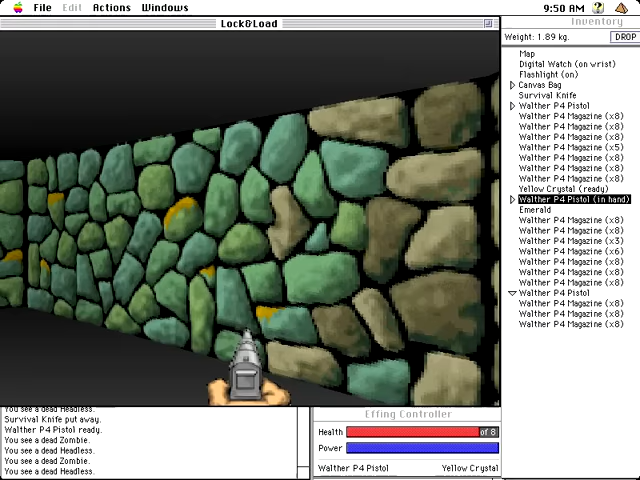 File Edit Actions Windows 9:50 AM
Lock&Load
Inventory
Weight: 1.89 kg. DROP
Map
Digital Watch (on wrist)
Flashlight (on)
Canvas Bag
Survival Knife
Walther P4 Pistol
Walther P4 Magazine (x8)
Walther P4 Magazine (x8)
Walther P4 Magazine (x8)
Walther P4 Magazine (x5)
Walther P4 Magazine (x8)
Walther P4 Magazine (x8)
Walther P4 Magazine (x8)
Yellow Crystal (ready)
Walther P4 Pistol (in hand)
Emerald
Walther P4 Magazine (x8)
Walther P4 Magazine (x8)
Walther P4 Magazine (x3)
Walther P4 Magazine (x6)
Walther P4 Magazine (x8)
Walther P4 Magazine (x8)
Walther P4 Magazine (x8)
Walther P4 Pistol
Walther P4 Magazine (x8)
Walther P4 Magazine (x8)
Walther P4 Magazine (x8)
You see a dead Headless.
Survival Knife put away.
Walther P4 Pistol ready.
You see a dead Zombie.
You see a dead Headless.
You see a dead Zombie.
You see a dead Headless.
Effing Controller
Health of 8
Power
Walther P4 Pistol Yellow Crystal